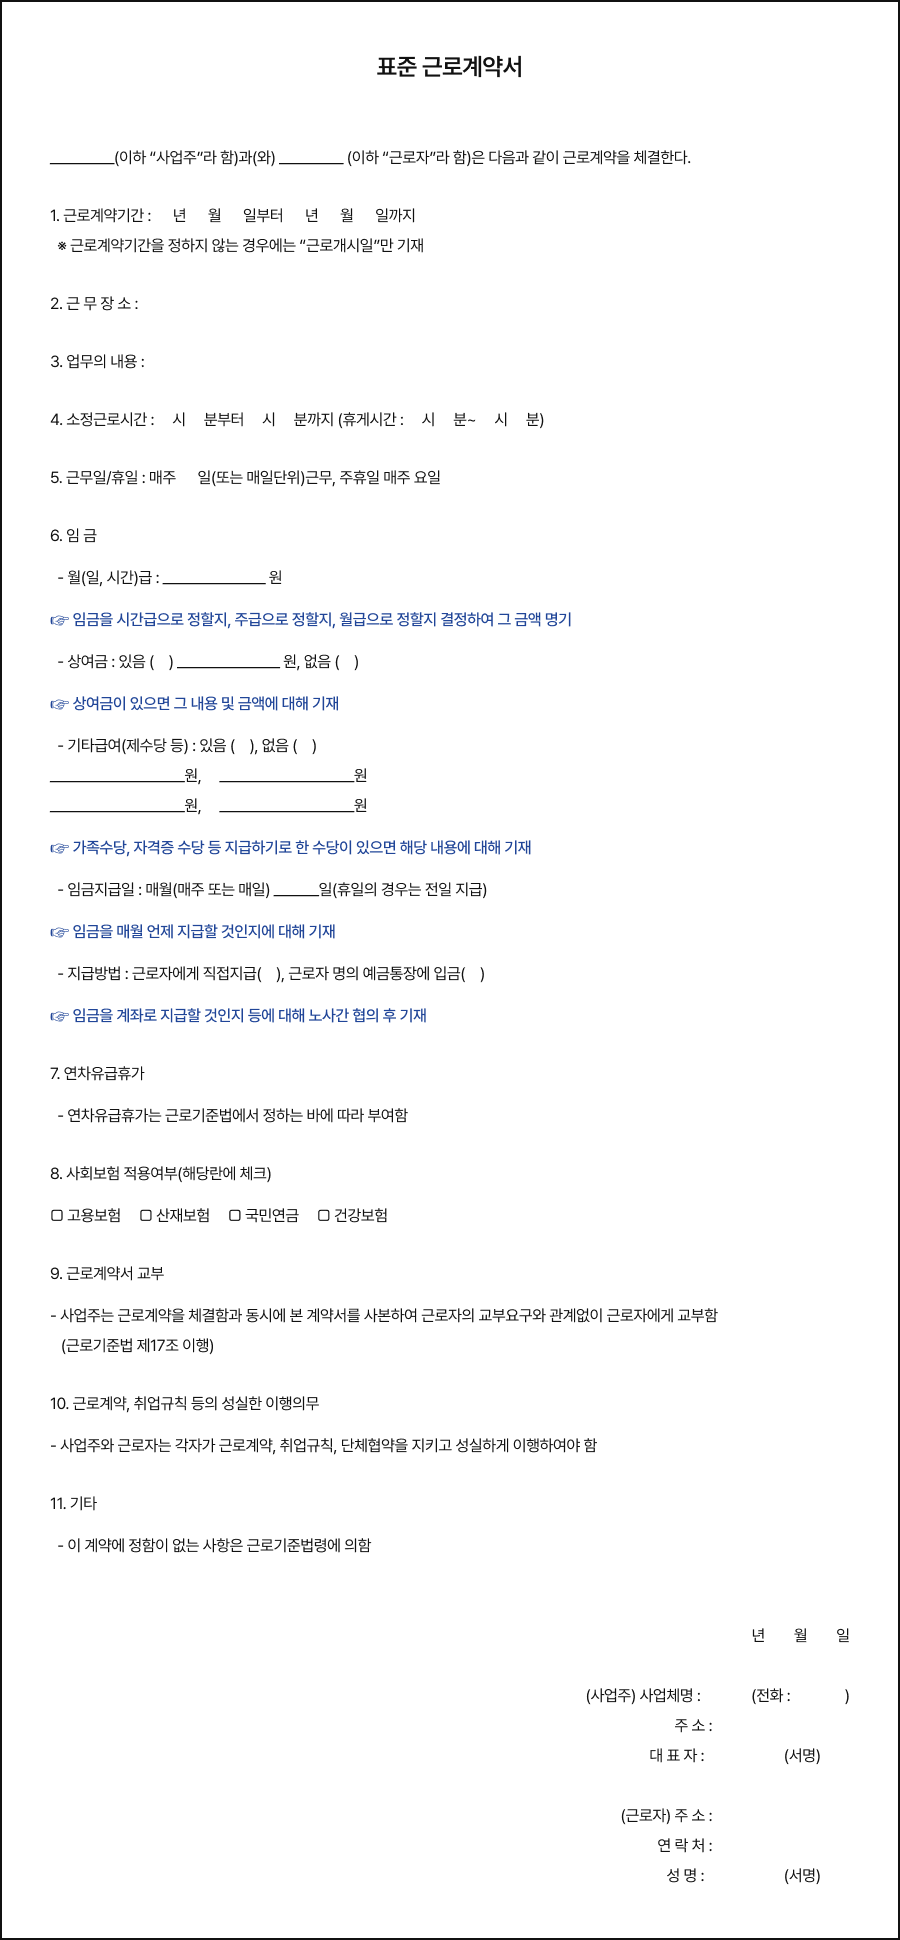 표준 근로계약서
_________(이하 “사업주”라 함)과(와) _________ (이하 “근로자”라 함)은 다음과 같이 근로계약을 체결한다.
1. 근로계약기간 : 년 월 일부터 년 월 일까지
※ 근로계약기간을 정하지 않는 경우에는 “근로개시일”만 기재
2. 근 무 장 소 :
3. 업무의 내용 :
4. 소정근로시간 : 시 분부터 시 분까지 (휴게시간 : 시 분~ 시 분)
5. 근무일/휴일 : 매주 일(또는 매일단위)근무, 주휴일 매주 요일
6. 임 금
- 월(일, 시간)급 : ______________ 원
☞ 임금을 시간급으로 정할지, 주급으로 정할지, 월급으로 정할지 결정하여 그 금액 명기
- 상여금 : 있음 ( ) ______________ 원, 없음 ( )
☞ 상여금이 있으면 그 내용 및 금액에 대해 기재
- 기타급여(제수당 등) : 있음 ( ), 없음 ( )
__________________원, __________________원
__________________원, __________________원
☞ 가족수당, 자격증 수당 등 지급하기로 한 수당이 있으면 해당 내용에 대해 기재
- 임금지급일 : 매월(매주 또는 매일) ______일(휴일의 경우는 전일 지급)
☞ 임금을 매월 언제 지급할 것인지에 대해 기재
- 지급방법 : 근로자에게 직접지급( ), 근로자 명의 예금통장에 입금( )
☞ 임금을 계좌로 지급할 것인지 등에 대해 노사간 협의 후 기재
7. 연차유급휴가
- 연차유급휴가는 근로기준법에서 정하는 바에 따라 부여함
8. 사회보험 적용여부(해당란에 체크)
▢ 고용보험 ▢ 산재보험 ▢ 국민연금 ▢ 건강보험
9. 근로계약서 교부
- 사업주는 근로계약을 체결함과 동시에 본 계약서를 사본하여 근로자의 교부요구와 관계없이 근로자에게 교부함
(근로기준법 제17조 이행)
10. 근로계약, 취업규칙 등의 성실한 이행의무
- 사업주와 근로자는 각자가 근로계약, 취업규칙, 단체협약을 지키고 성실하게 이행하여야 함
11. 기타
- 이 계약에 정함이 없는 사항은 근로기준법령에 의함
년 월 일
(사업주) 사업체명 : (전화 : )
주 소 :
대 표 자 : (서명)
(근로자) 주 소 :
연 락 처 :
성 명 : (서명)